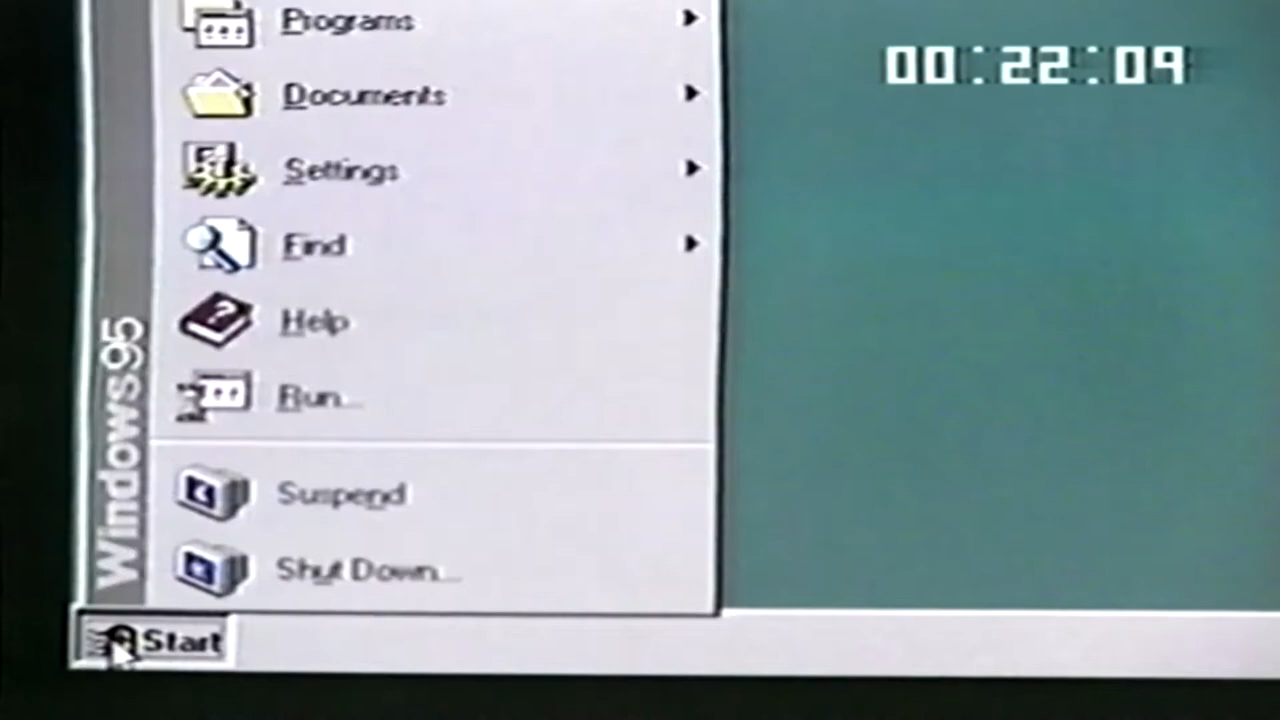 Programs
00:22:09
Documents
Settings
Find
Help
Run...
Suspend
Shut Down...
Windows95
Start